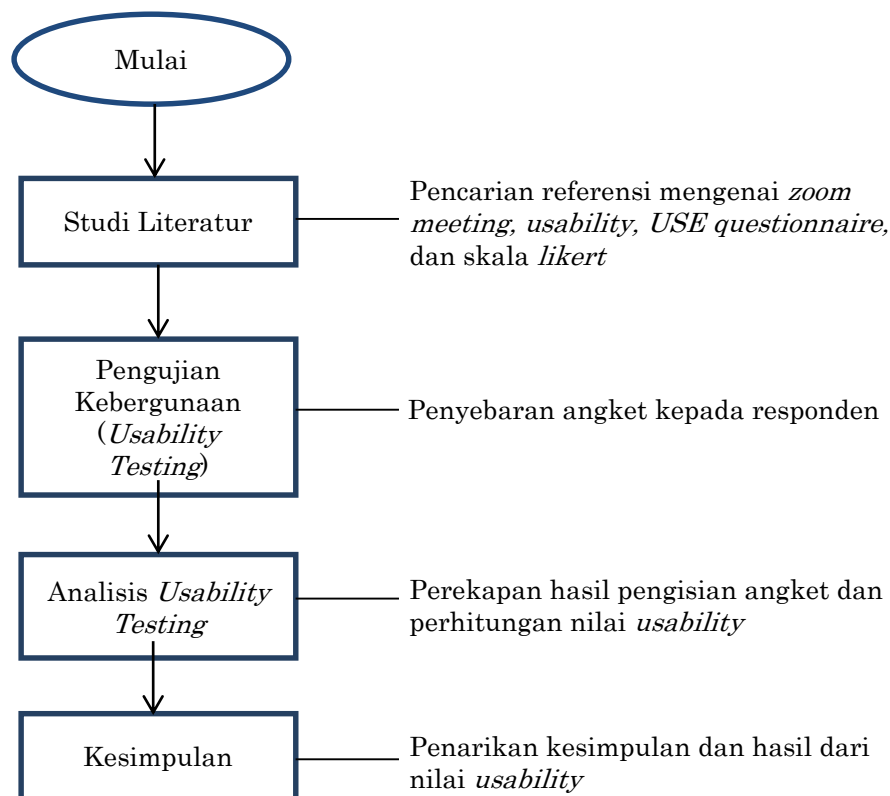 Mulai
Studi Literatur
Pencarian referensi mengenai zoom
meeting, usability, USE questionnaire,
dan skala likert
Pengujian
Kebergunaan
(Usability
Testing)
Penyebaran angket kepada responden
Analisis Usability
Testing
Perekapan hasil pengisian angket dan
perhitungan nilai usability
Kesimpulan
Penarikan kesimpulan dan hasil dari
nilai usability